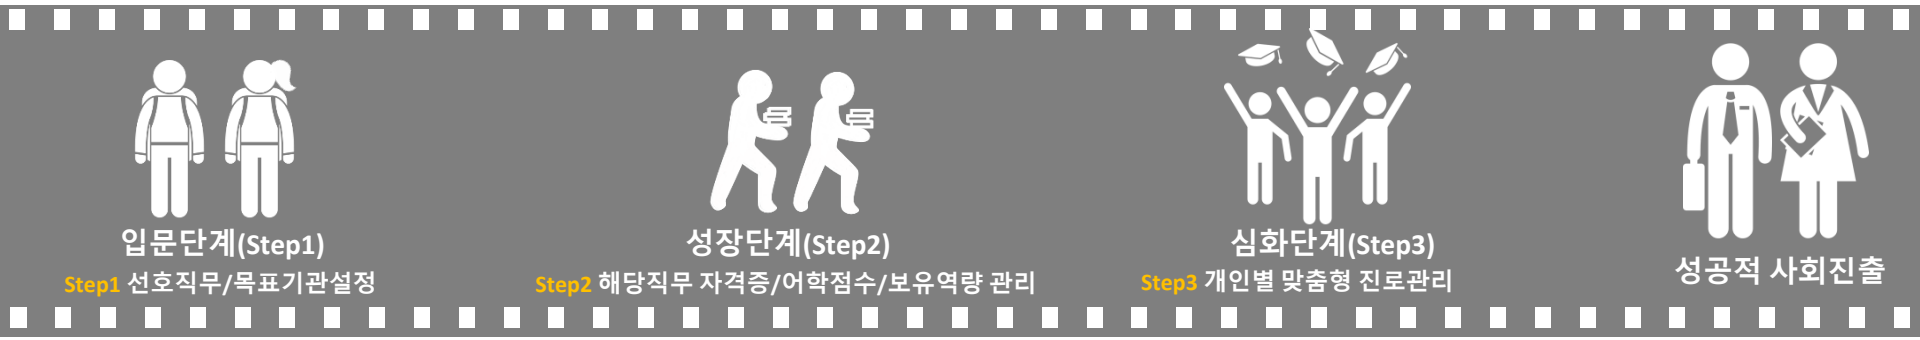 입문단계(Step1)
Step1 선호직무/목표기관설정
성장단계(Step2)
Step2 해당직무 자격증/어학점수/보유역량 관리
심화단계(Step3)
Step3 개인별 맞춤형 진로관리
성공적 사회진출